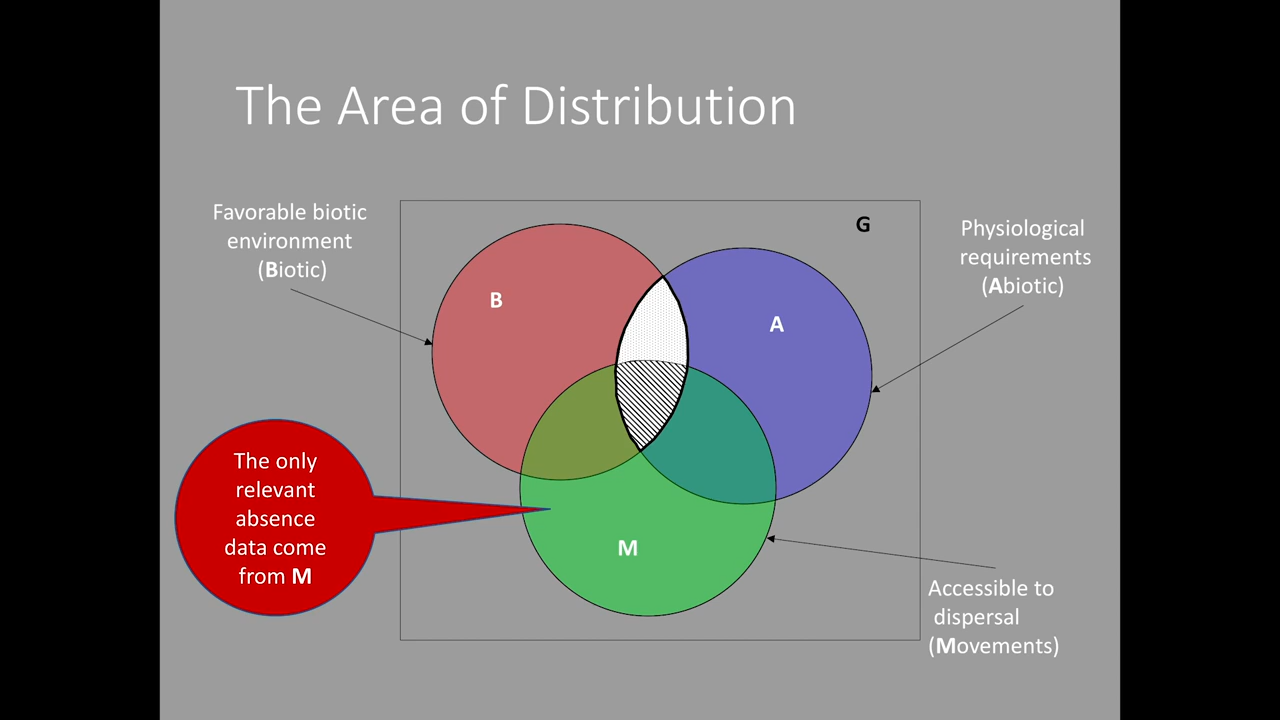 The Area of Distribution
Favorable biotic
environment
(Biotic)
G
Physiological
requirements
(Abiotic)
B
A
The only
relevant
absence
data come
from M
M
Accessible to
dispersal
(Movements)